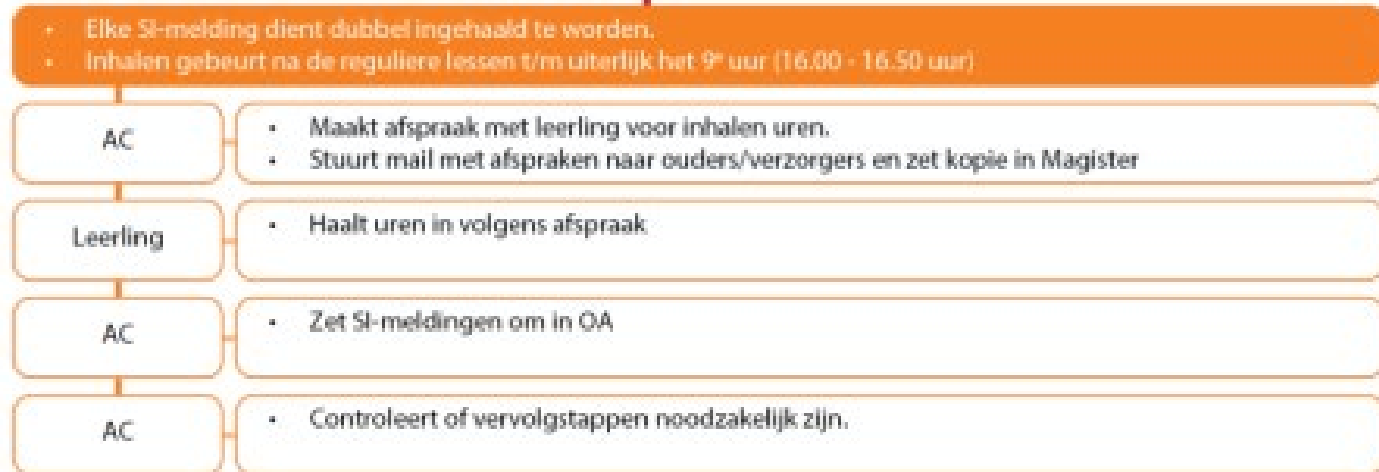 • Elke SI-melding dient dubbel ingehaald te worden.
• Inhalen gebeurt na de reguliere lessen t/m uiterlijk het 9e uur (16.00 - 16.50 uur)
AC
• Maakt afspraak met leerling voor inhalen uren.
• Stuurt mail met afspraken naar ouders/verzorgers en zet kopie in Magister
Leerling
• Haalt uren in volgens afspraak
AC
• Zet SI-meldingen om in OA
AC
• Controleert of vervolgstappen noodzakelijk zijn.